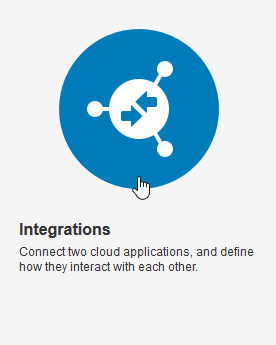 Integrations
Connect two cloud applications, and define
how they interact with each other.